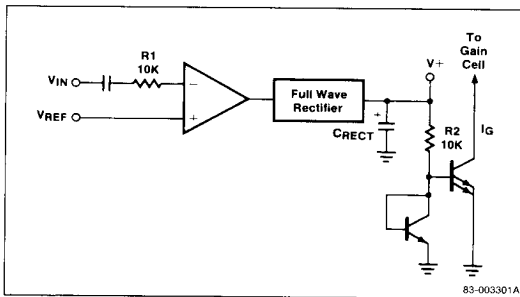 To
Gain
Cell
V+
R1
10K
VIN
−
+
VREF
Full Wave
Rectifier
+
CRECT
R2
10K
IG
83-003301A